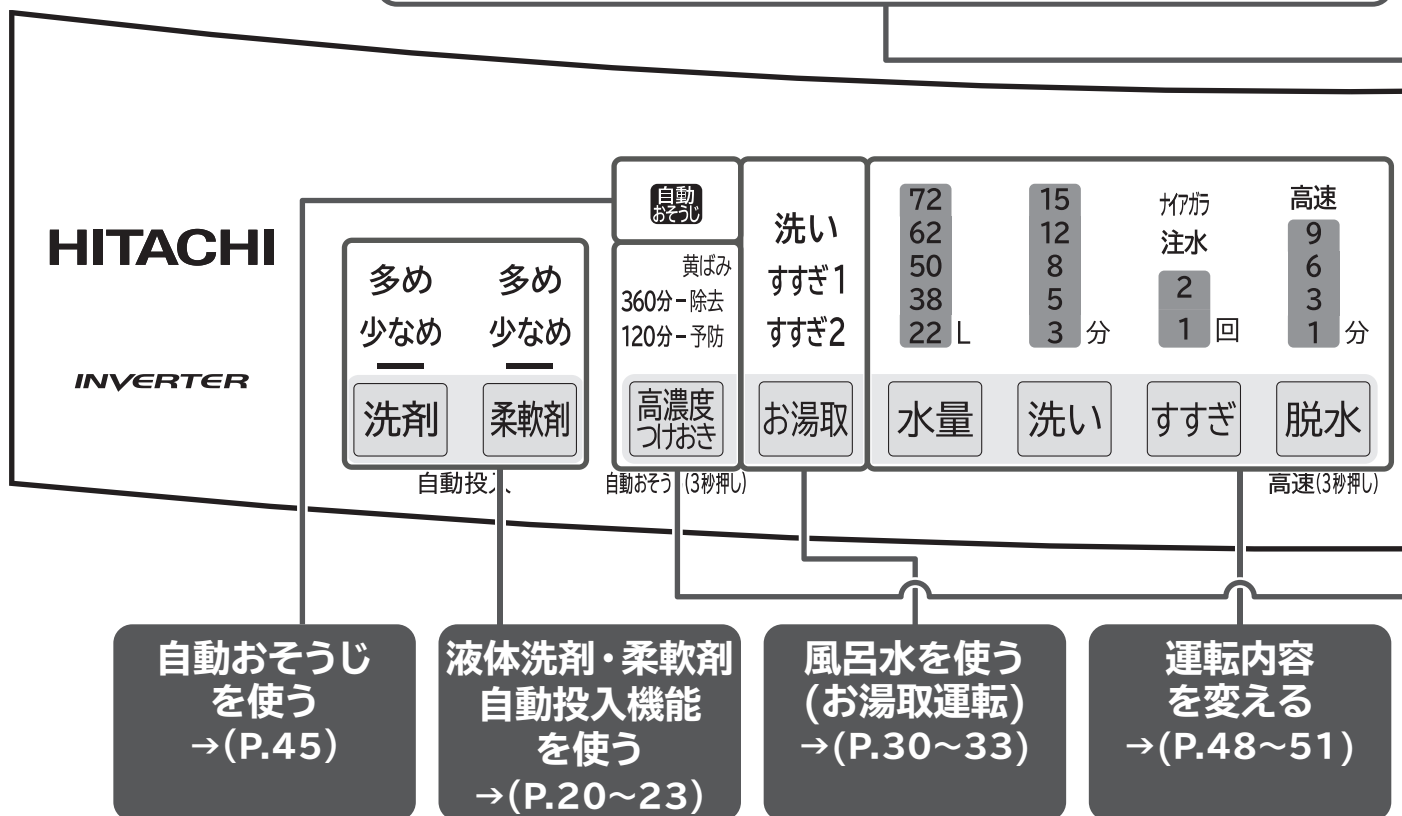 HITACHI
INVERTER
多め 多め
少なめ 少なめ
洗剤 柔軟剤
自動投入
自動
おそうじ
黄ばみ
360分-除去
120分-予防
高濃度
つけおき
自動おそうじ(3秒押し)
洗い
すすぎ1
すすぎ2
お湯取
72
62
50
38
22 L
水量
15
12
8
5
3 分
洗い
ナイアガラ
注水
2
1 回
すすぎ
高速
9
6
3
1 分
脱水
高速(3秒押し)
自動おそうじ
を使う
→(P.45)
液体洗剤・柔軟剤
自動投入機能
を使う
→(P.20~23)
風呂水を使う
(お湯取運転)
→(P.30~33)
運転内容
を変える
→(P.48~51)